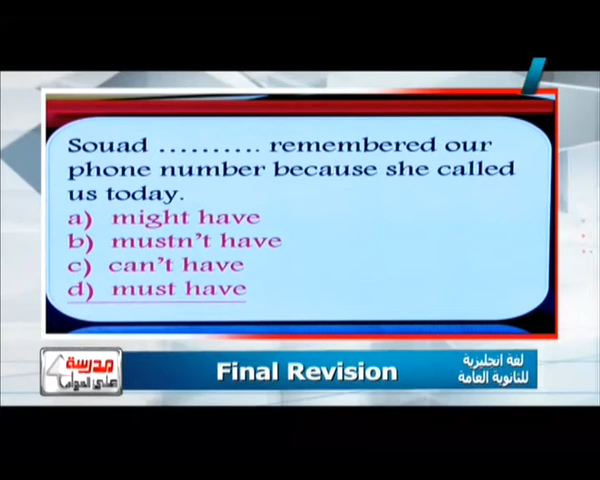 Souad .......... remembered our
phone number because she called
us today.
a) might have
b) mustn't have
c) can't have
d) must have
مدرسة
على الهواء
Final Revision
لغة انجليزية
للثانوية العامة